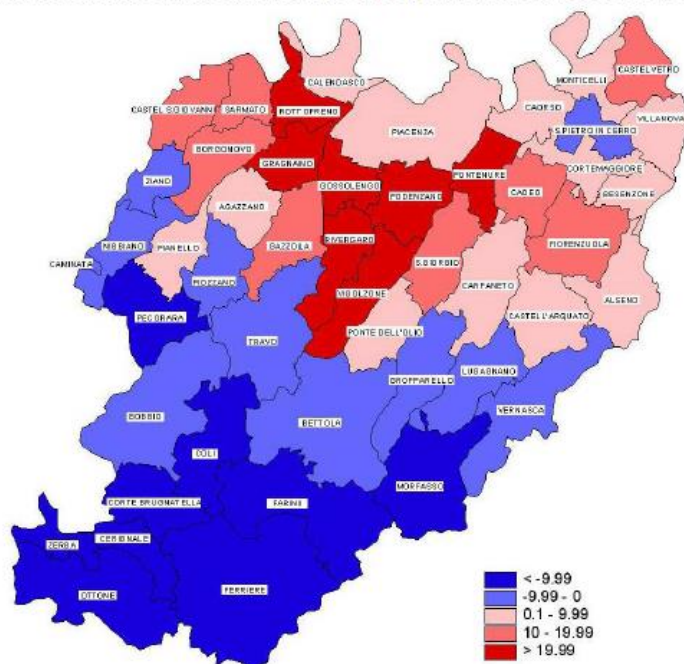 CALENDASCO
MONTICELLI
CASTELVETRO
CASTEL S.GIOVANNI
SARMATO
ROTTOFRENO
CAORSO
VILLANOVA
PIACENZA
S.PIETRO IN CERRO
BORGONOVO
GRAGNANO
PONTENURE
CORTEMAGGIORE
ZIANO
GOSSOLENGO
PODENZANO
CADEO
BESENZONE
AGAZZANO
NIBBIANO
PIANELLO
GAZZOLA
RIVERGARO
S.GIORGIO
FIORENZUOLA
CAMINATA
PIOZZANO
VIGOLZONE
CARPANETO
ALSENO
PECORARA
TRAVO
PONTE DELL'OLIO
CASTELL'ARQUATO
GROPPARELLO
LUGAGNANO
BOBBIO
BETTOLA
VERNASCA
COLI
MORFASSO
CORTE BRUGNATELLA
FARINI
ZERBA
CERIGNALE
OTTONE
FERRIERE
< -9.99
-9.99 - 0
0.1 - 9.99
10 - 19.99
> 19.99